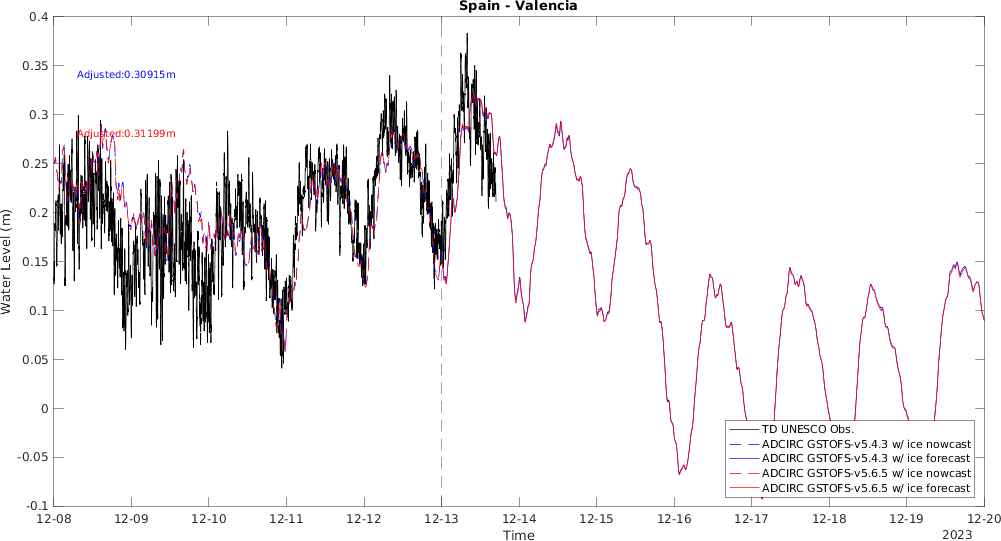 Spain - Valencia
0.4
0.35
0.3
0.25
0.2
0.15
0.1
0.05
0
-0.05
-0.1
Water Level (m)
Adjusted:0.30915m
Adjusted:0.31199m
TD UNESCO Obs.
ADCIRC GSTOFS-v5.4.3 w/ ice nowcast
ADCIRC GSTOFS-v5.4.3 w/ ice forecast
ADCIRC GSTOFS-v5.6.5 w/ ice nowcast
ADCIRC GSTOFS-v5.6.5 w/ ice forecast
12-08 12-09 12-10 12-11 12-12 12-13 12-14 12-15 12-16 12-17 12-18 12-19 12-20
Time
2023